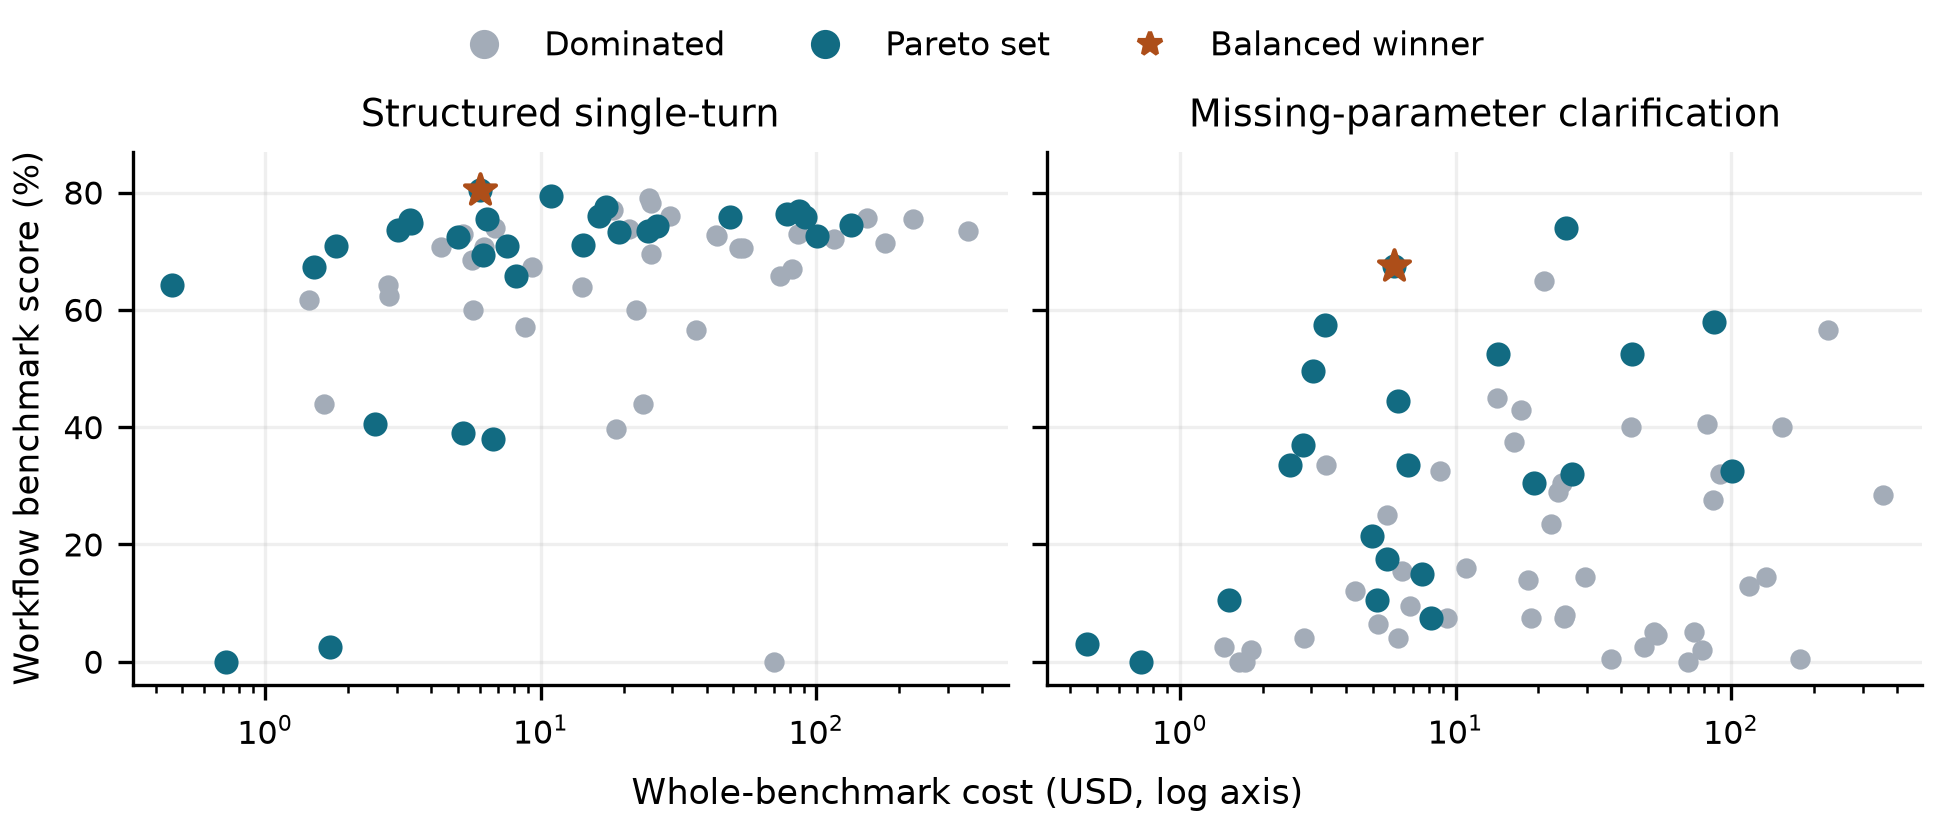 Dominated Pareto set Balanced winner
Structured single-turn Missing-parameter clarification
Workflow benchmark score (%)
80
60
40
20
0
10⁰ 10¹ 10² 10⁰ 10¹ 10²
Whole-benchmark cost (USD, log axis)